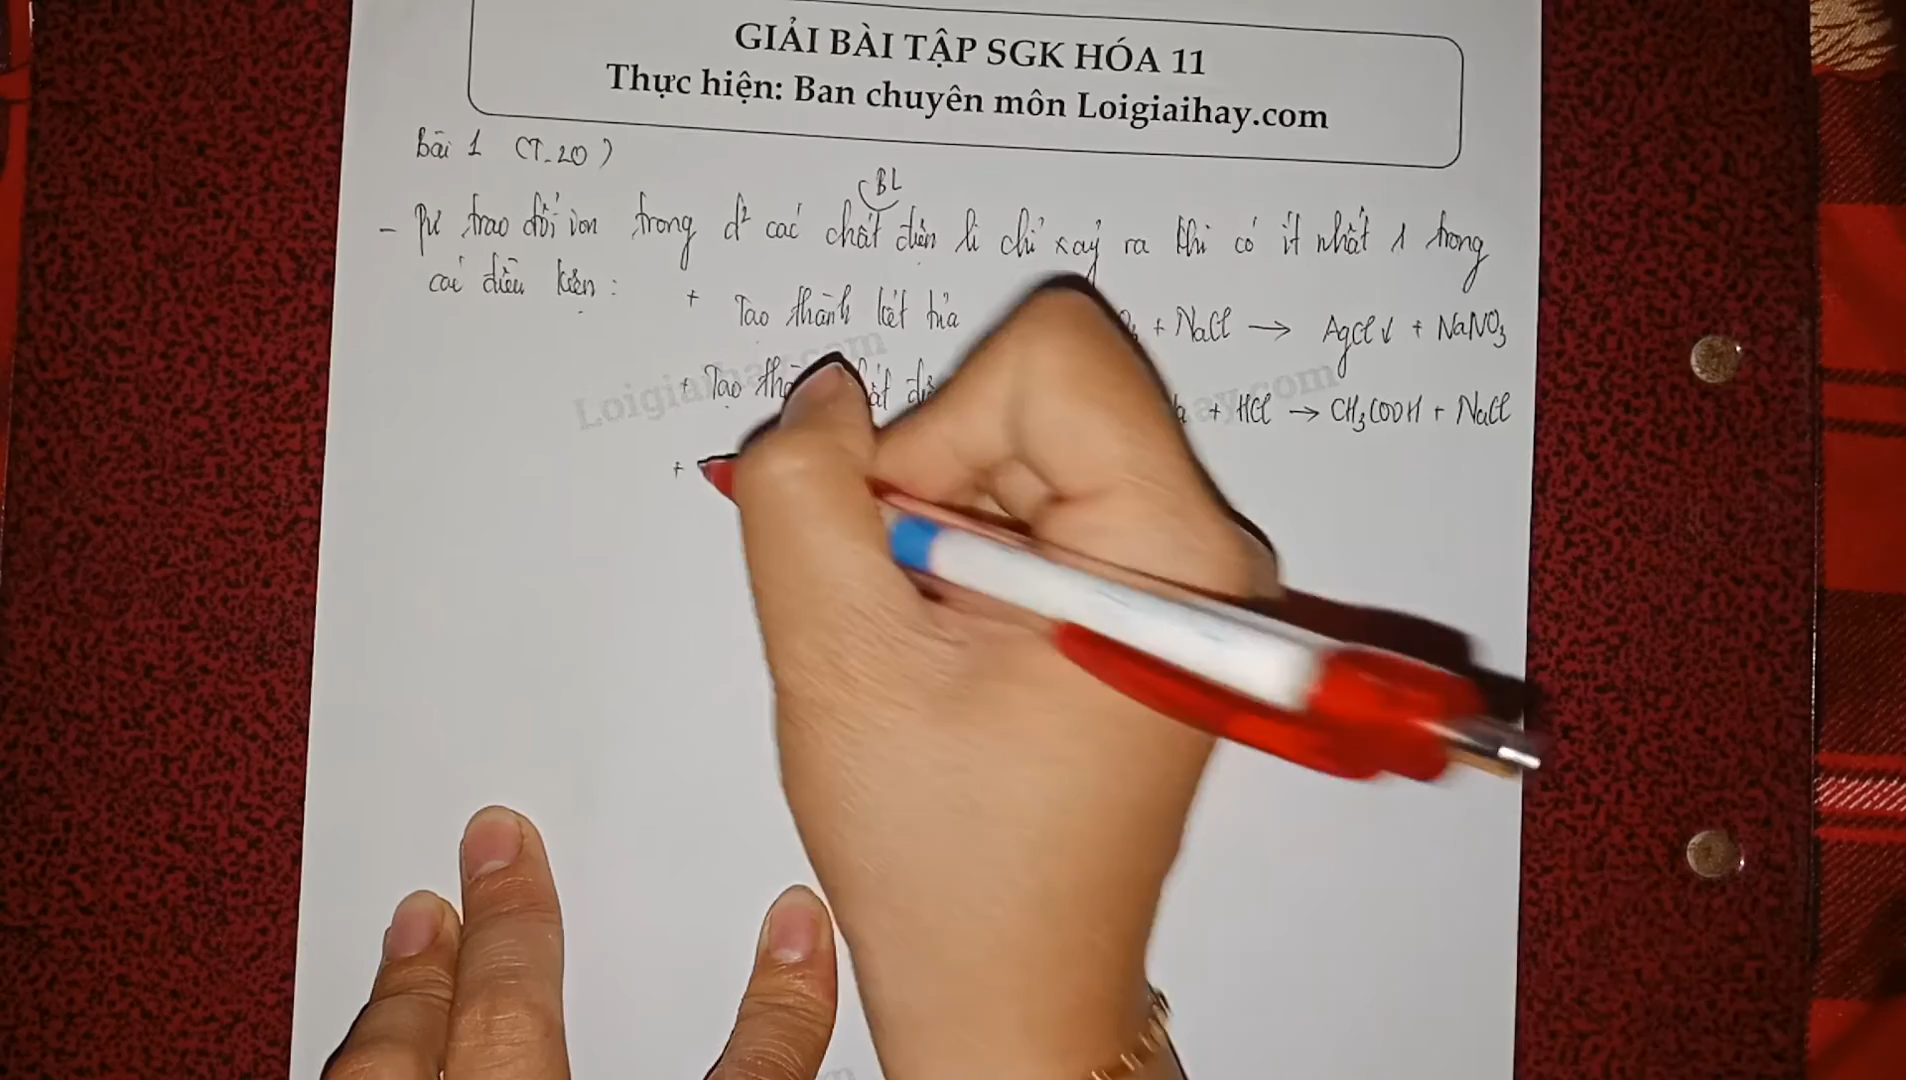 GIẢI BÀI TẬP SGK HÓA 11
Thực hiện: Ban chuyên môn Loigiaihay.com
Bài 1 (T-20)
BL
- Pư trao đổi ion trong d² các chất điện li chỉ xảy ra khi có ít nhất 1 trong
các điều kiện :
+ Tạo thành kết tủa + NaCl → AgCl↓ + NaNO₃
+ Tạo + HCl → CH₃COOH + NaCl
+
Loigiaihay.com